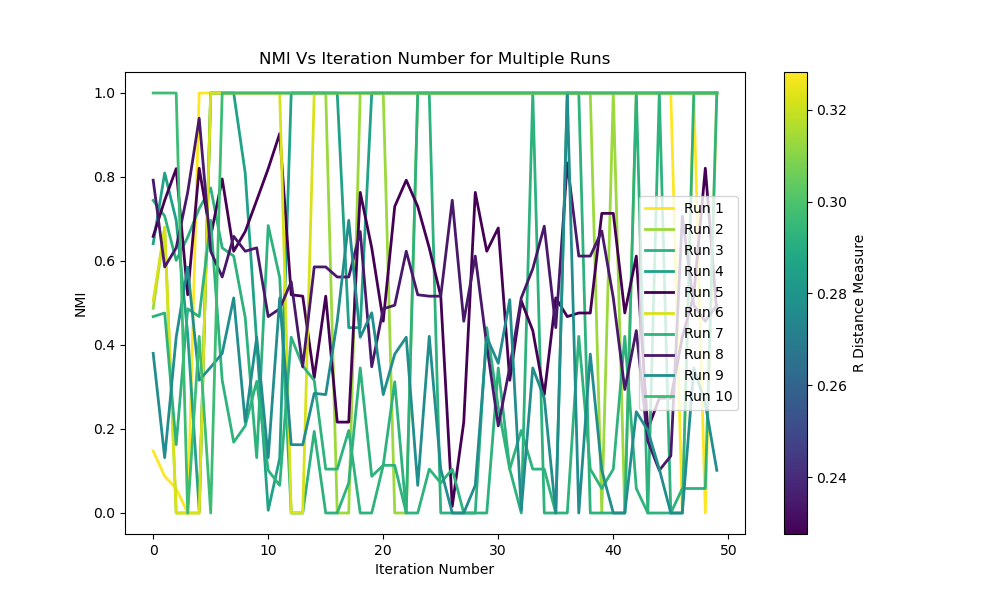 NMI Vs Iteration Number for Multiple Runs
NMI
1.0
0.8
0.6
0.4
0.2
0.0
0
10
20
30
40
50
Iteration Number
Run 1
Run 2
Run 3
Run 4
Run 5
Run 6
Run 7
Run 8
Run 9
Run 10
0.32
0.30
0.28
0.26
0.24
R Distance Measure